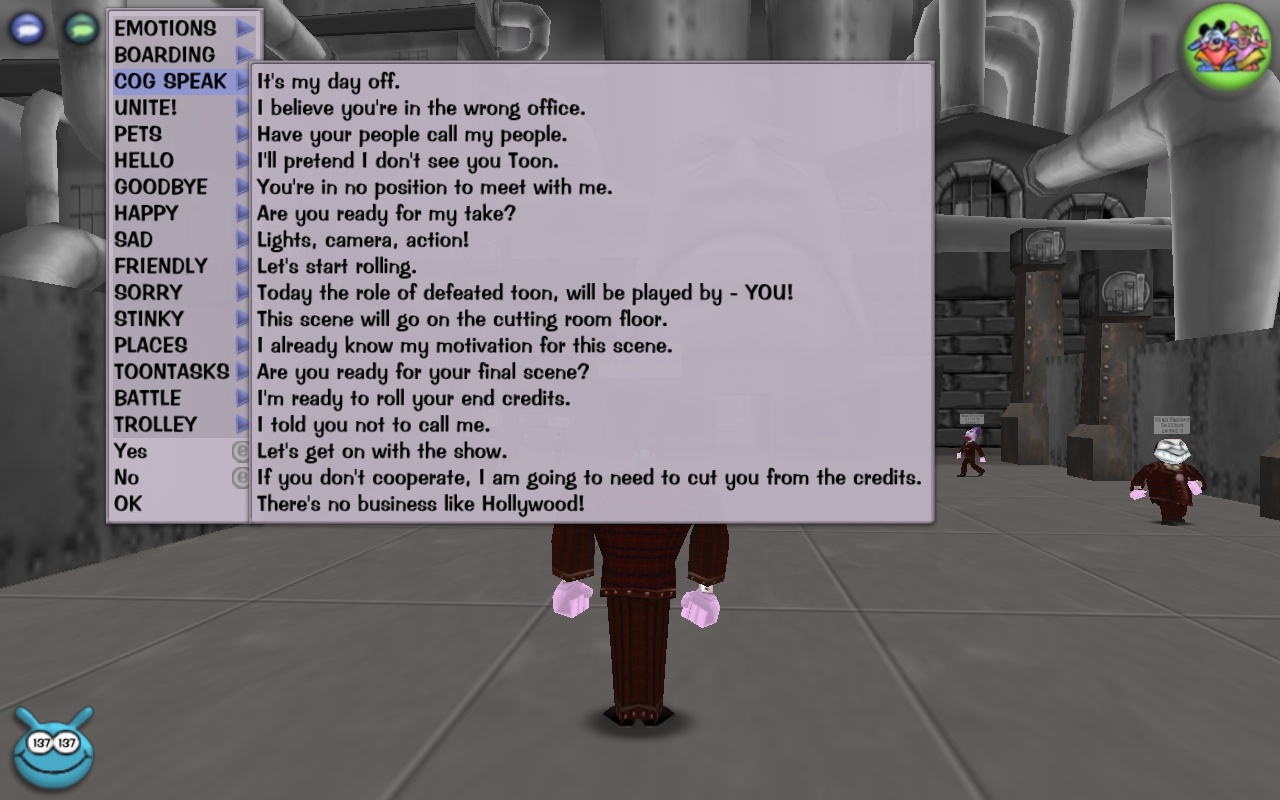 EMOTIONS
BOARDING
COG SPEAK
UNITE!
PETS
HELLO
GOODBYE
HAPPY
SAD
FRIENDLY
SORRY
STINKY
PLACES
TOONTASKS
BATTLE
TROLLEY
Yes
No
OK
It's my day off.
I believe you're in the wrong office.
Have your people call my people.
I'll pretend I don't see you Toon.
You're in no position to meet with me.
Are you ready for my take?
Lights, camera, action!
Let's start rolling.
Today the role of defeated toon, will be played by - YOU!
This scene will go on the cutting room floor.
I already know my motivation for this scene.
Are you ready for your final scene?
I'm ready to roll your end credits.
I told you not to call me.
Let's get on with the show.
If you don't cooperate, I am going to need to cut you from the credits.
There's no business like Hollywood!
137 137